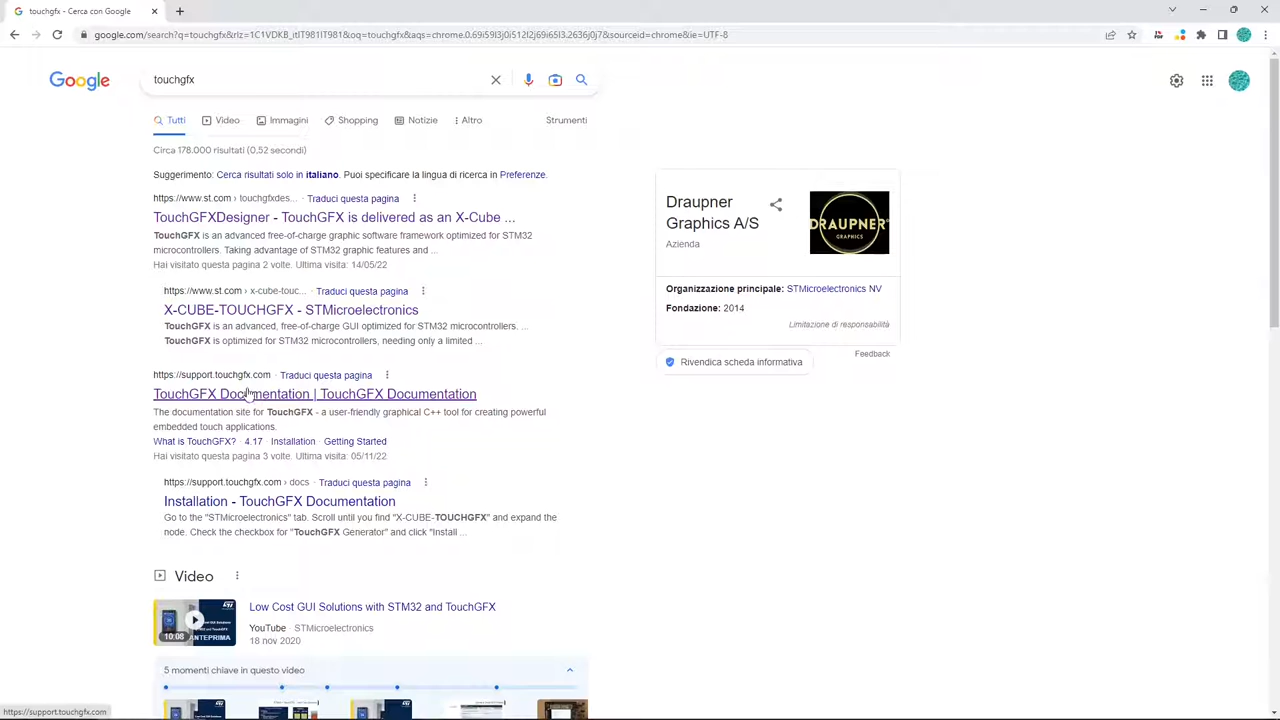 touchgfx - Cerca con Google
google.com/search?q=touchgfx&rlz=1C1VDKB_itIT981IT981&oq=touchgfx&aqs=chrome.0.69i59l3j0i512l2j69i65l3.2636j0j7&sourceid=chrome&ie=UTF-8
Google
touchgfx
Tutti
Video
Immagini
Shopping
Notizie
Altro
Strumenti
Circa 178.000 risultati (0,52 secondi)
Suggerimento: Cerca risultati solo in italiano. Puoi specificare la lingua di ricerca in Preferenze.
https://www.st.com › touchgfxdes... · Traduci questa pagina
TouchGFXDesigner - TouchGFX is delivered as an X-Cube ...
TouchGFX is an advanced free-of-charge graphic software framework optimized for STM32
microcontrollers. Taking advantage of STM32 graphic features and ...
Hai visitato questa pagina 2 volte. Ultima visita: 14/05/22
https://www.st.com › x-cube-touc... · Traduci questa pagina
X-CUBE-TOUCHGFX - STMicroelectronics
TouchGFX is an advanced, free-of-charge GUI optimized for STM32 microcontrollers. ...
TouchGFX is optimized for STM32 microcontrollers, needing only a limited ...
https://support.touchgfx.com · Traduci questa pagina
TouchGFX Documentation | TouchGFX Documentation
The documentation site for TouchGFX - a user-friendly graphical C++ tool for creating powerful
embedded touch applications.
What is TouchGFX? · 4.17 · Installation · Getting Started
Hai visitato questa pagina 3 volte. Ultima visita: 05/11/22
https://support.touchgfx.com › docs · Traduci questa pagina
Installation - TouchGFX Documentation
Go to the "STMicroelectronics" tab. Scroll until you find "X-CUBE-TOUCHGFX" and expand the
node. Check the checkbox for "TouchGFX Generator" and click "Install ...
Video
Low Cost GUI Solutions with STM32 and TouchGFX
YouTube · STMicroelectronics
18 nov 2020
10:08
ANTEPRIMA
5 momenti chiave in questo video
Draupner
Graphics A/S
Azienda
DRAUPNER
GRAPHICS
Organizzazione principale: STMicroelectronics NV
Fondazione: 2014
Limitazione di responsabilità
Feedback
Rivendica scheda informativa
https://support.touchgfx.com